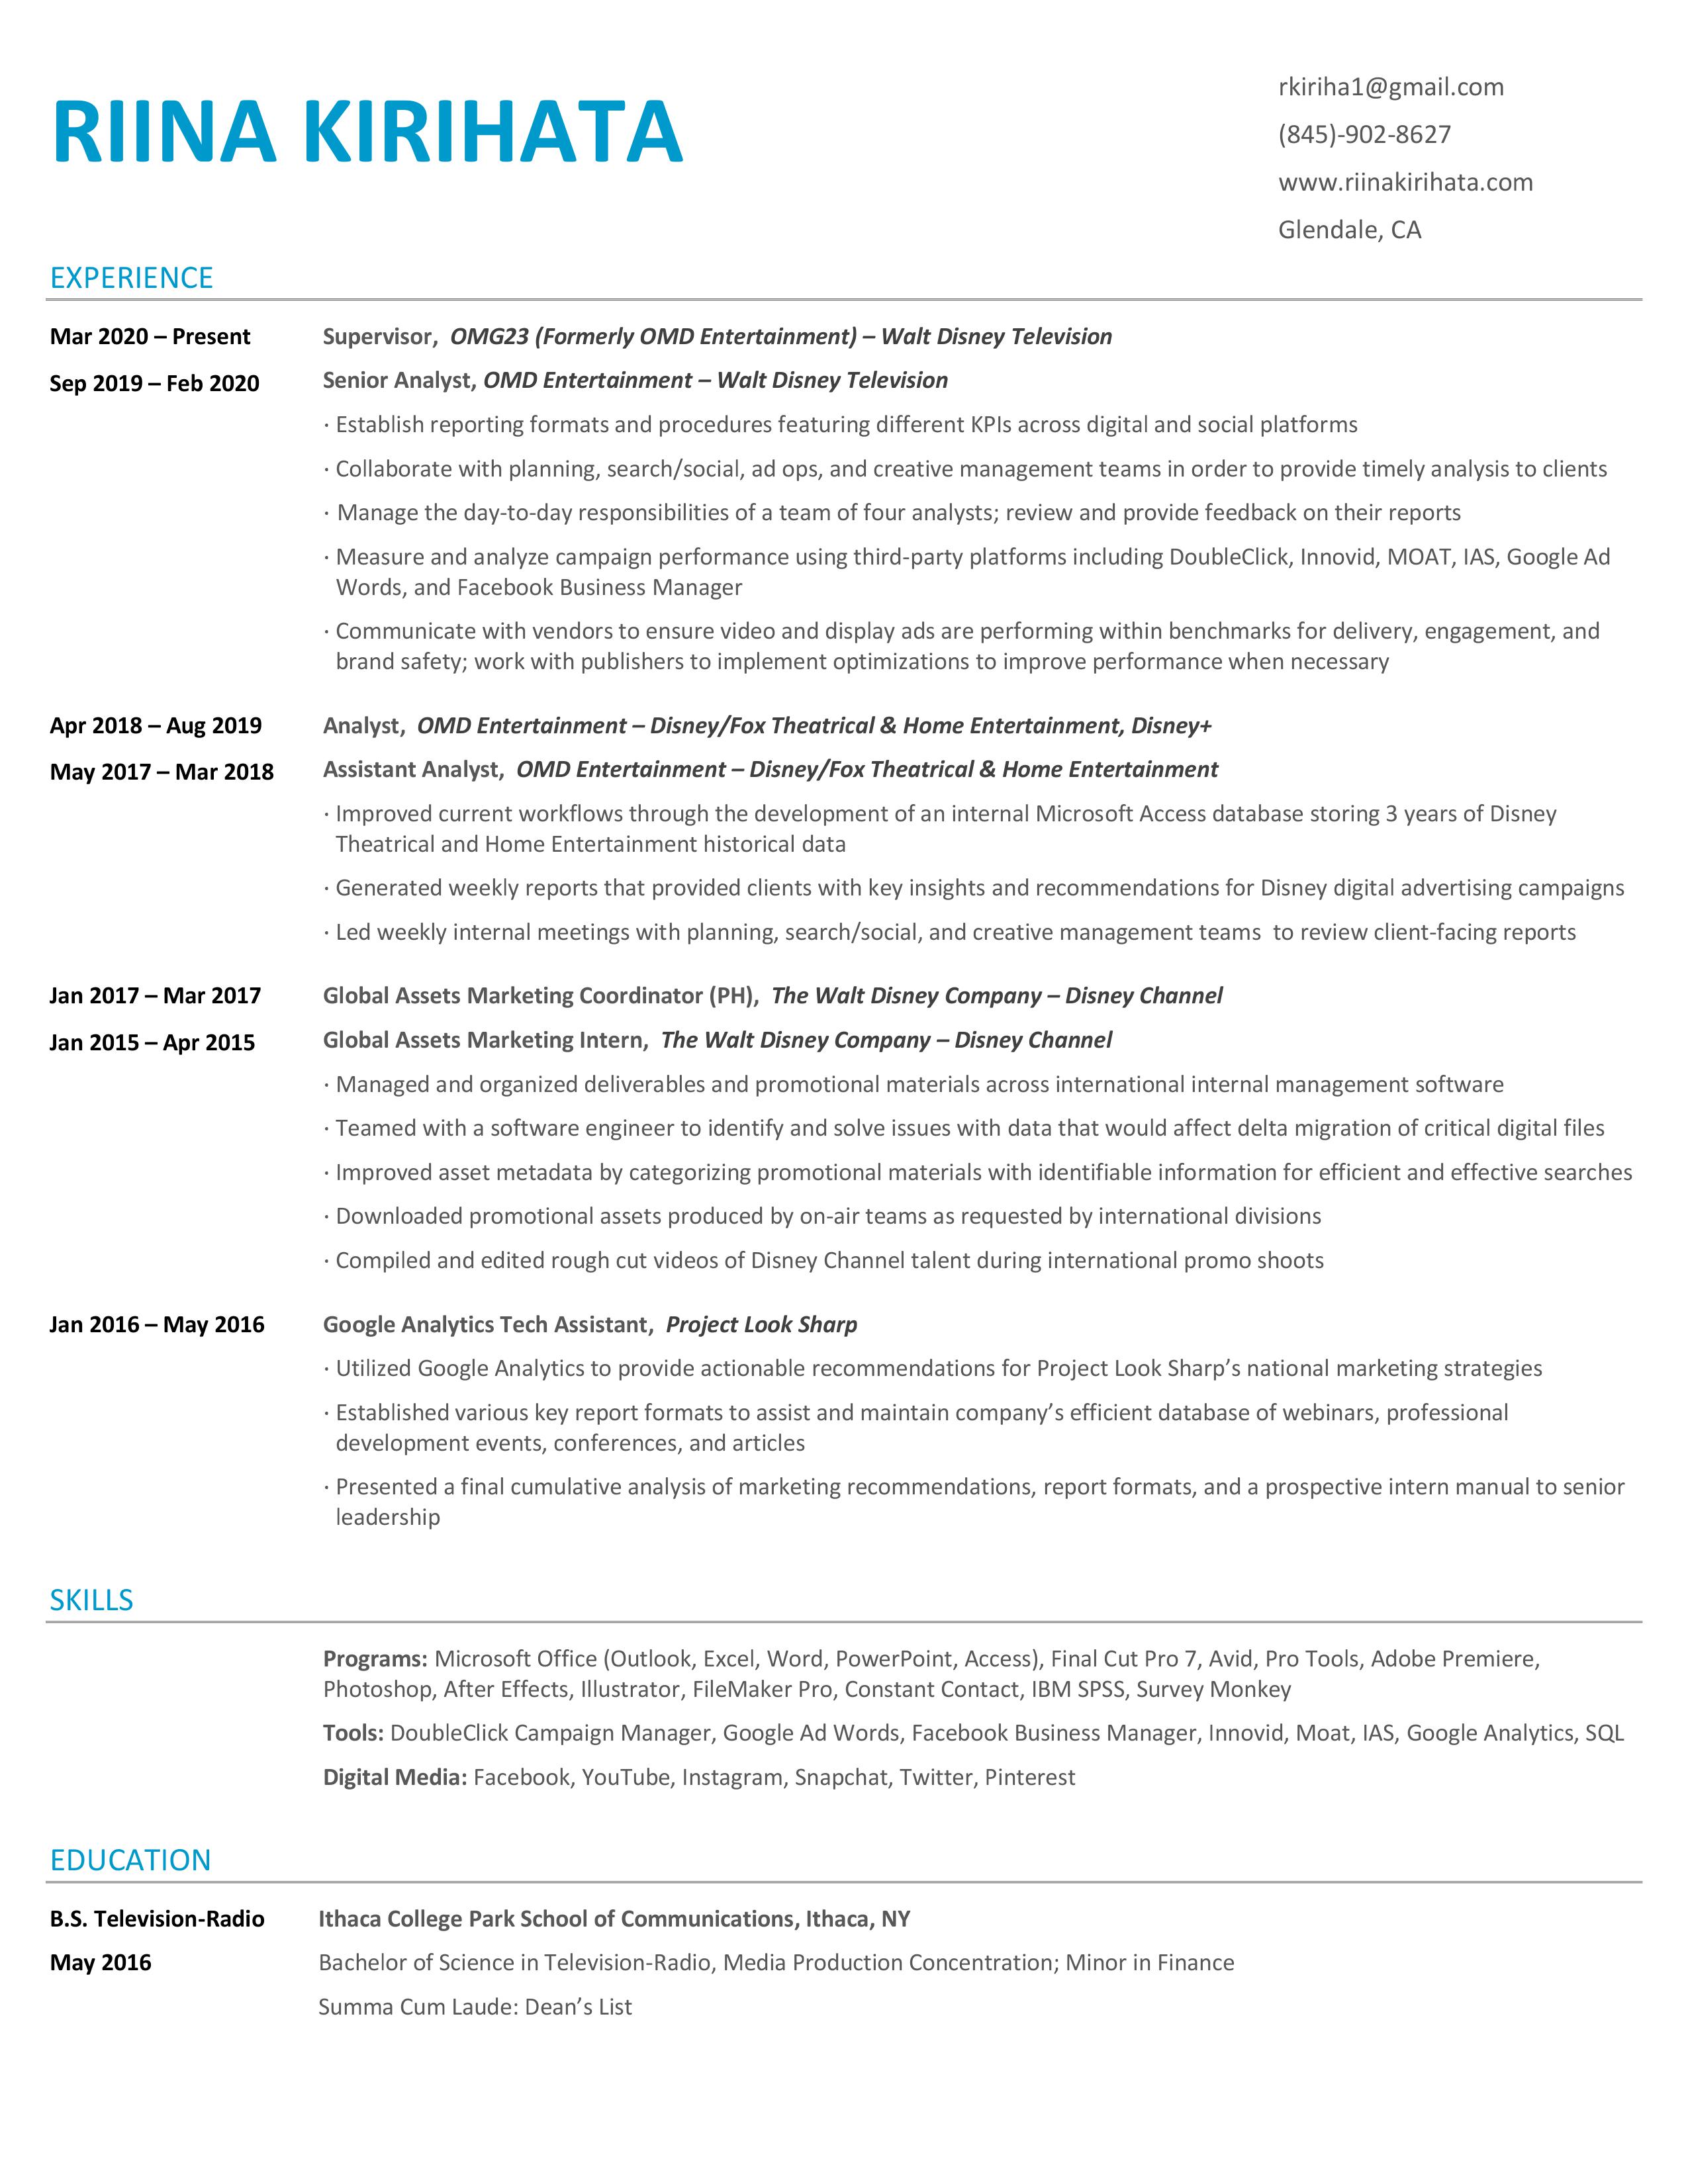 RIINA KIRIHATA
rkiriha1@gmail.com
(845)-902-8627
www.riinakirihata.com
Glendale, CA
EXPERIENCE
Mar 2020 – Present Supervisor, OMG23 (Formerly OMD Entertainment) – Walt Disney Television
Sep 2019 – Feb 2020 Senior Analyst, OMD Entertainment – Walt Disney Television
· Establish reporting formats and procedures featuring different KPIs across digital and social platforms
· Collaborate with planning, search/social, ad ops, and creative management teams in order to provide timely analysis to clients
· Manage the day-to-day responsibilities of a team of four analysts; review and provide feedback on their reports
· Measure and analyze campaign performance using third-party platforms including DoubleClick, Innovid, MOAT, IAS, Google Ad
Words, and Facebook Business Manager
· Communicate with vendors to ensure video and display ads are performing within benchmarks for delivery, engagement, and
brand safety; work with publishers to implement optimizations to improve performance when necessary
Apr 2018 – Aug 2019 Analyst, OMD Entertainment – Disney/Fox Theatrical & Home Entertainment, Disney+
May 2017 – Mar 2018 Assistant Analyst, OMD Entertainment – Disney/Fox Theatrical & Home Entertainment
· Improved current workflows through the development of an internal Microsoft Access database storing 3 years of Disney
Theatrical and Home Entertainment historical data
· Generated weekly reports that provided clients with key insights and recommendations for Disney digital advertising campaigns
· Led weekly internal meetings with planning, search/social, and creative management teams to review client-facing reports
Jan 2017 – Mar 2017 Global Assets Marketing Coordinator (PH), The Walt Disney Company – Disney Channel
Jan 2015 – Apr 2015 Global Assets Marketing Intern, The Walt Disney Company – Disney Channel
· Managed and organized deliverables and promotional materials across international internal management software
· Teamed with a software engineer to identify and solve issues with data that would affect delta migration of critical digital files
· Improved asset metadata by categorizing promotional materials with identifiable information for efficient and effective searches
· Downloaded promotional assets produced by on-air teams as requested by international divisions
· Compiled and edited rough cut videos of Disney Channel talent during international promo shoots
Jan 2016 – May 2016 Google Analytics Tech Assistant, Project Look Sharp
· Utilized Google Analytics to provide actionable recommendations for Project Look Sharp’s national marketing strategies
· Established various key report formats to assist and maintain company’s efficient database of webinars, professional
development events, conferences, and articles
· Presented a final cumulative analysis of marketing recommendations, report formats, and a prospective intern manual to senior
leadership
SKILLS
Programs: Microsoft Office (Outlook, Excel, Word, PowerPoint, Access), Final Cut Pro 7, Avid, Pro Tools, Adobe Premiere,
Photoshop, After Effects, Illustrator, FileMaker Pro, Constant Contact, IBM SPSS, Survey Monkey
Tools: DoubleClick Campaign Manager, Google Ad Words, Facebook Business Manager, Innovid, Moat, IAS, Google Analytics, SQL
Digital Media: Facebook, YouTube, Instagram, Snapchat, Twitter, Pinterest
EDUCATION
B.S. Television-Radio Ithaca College Park School of Communications, Ithaca, NY
May 2016 Bachelor of Science in Television-Radio, Media Production Concentration; Minor in Finance
Summa Cum Laude: Dean’s List